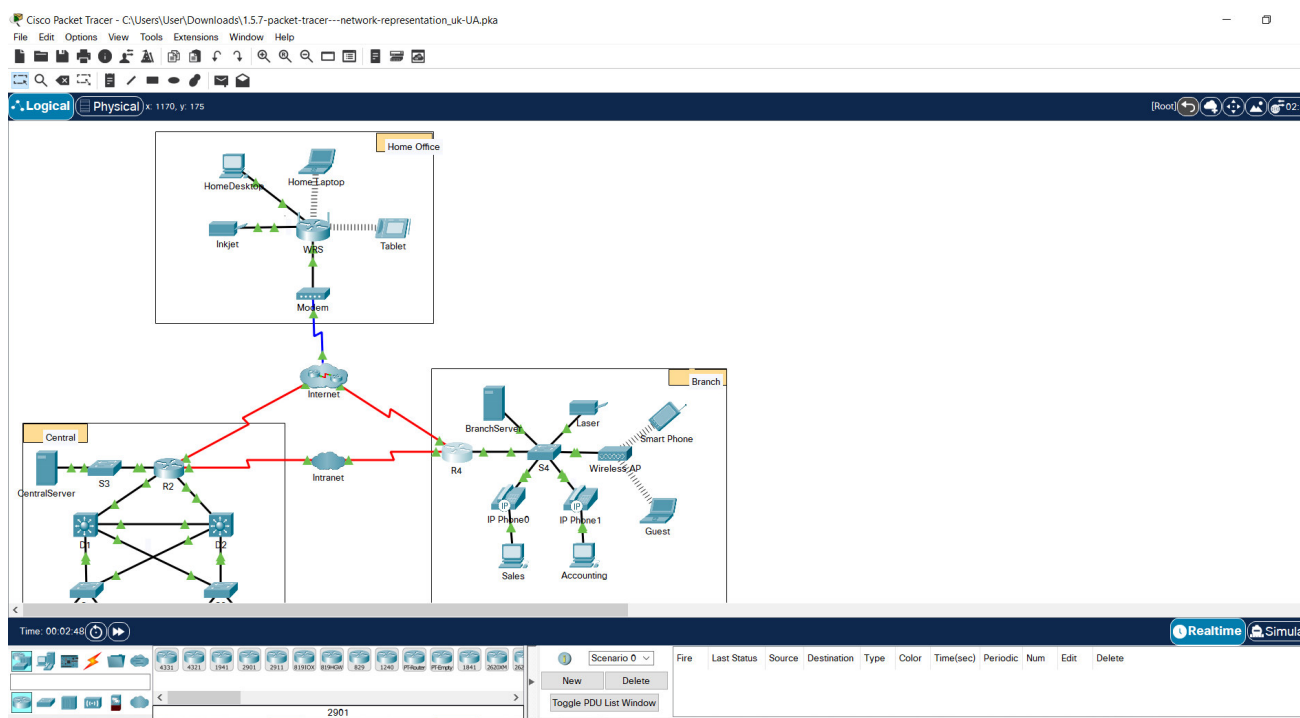 Cisco Packet Tracer - C:\Users\User\Downloads\1.5.7-packet-tracer---network-representation_uk-UA.pka
File Edit Options View Tools Extensions Window Help
Logical Physical x: 1170, y: 175 [Root] 02:
Home Office
HomeDesktop Home Laptop
Inkjet WRS Tablet
Modem
Internet
Branch
BranchServer Laser Smart Phone
Central
R4 S4 Wireless AP
CentralServer S3 R2 Intranet
IP IP
IP Phone0 IP Phone1 Guest
D1 D2
Sales Accounting
Time: 00:02:48 Realtime Simula
4331 4321 1941 2901 2911 819IOX 819HGW 829 1240 PT-Router PT-Empty 1841 2620XM 262
Scenario 0 Fire Last Status Source Destination Type Color Time(sec) Periodic Num Edit Delete
New Delete
Toggle PDU List Window
2901